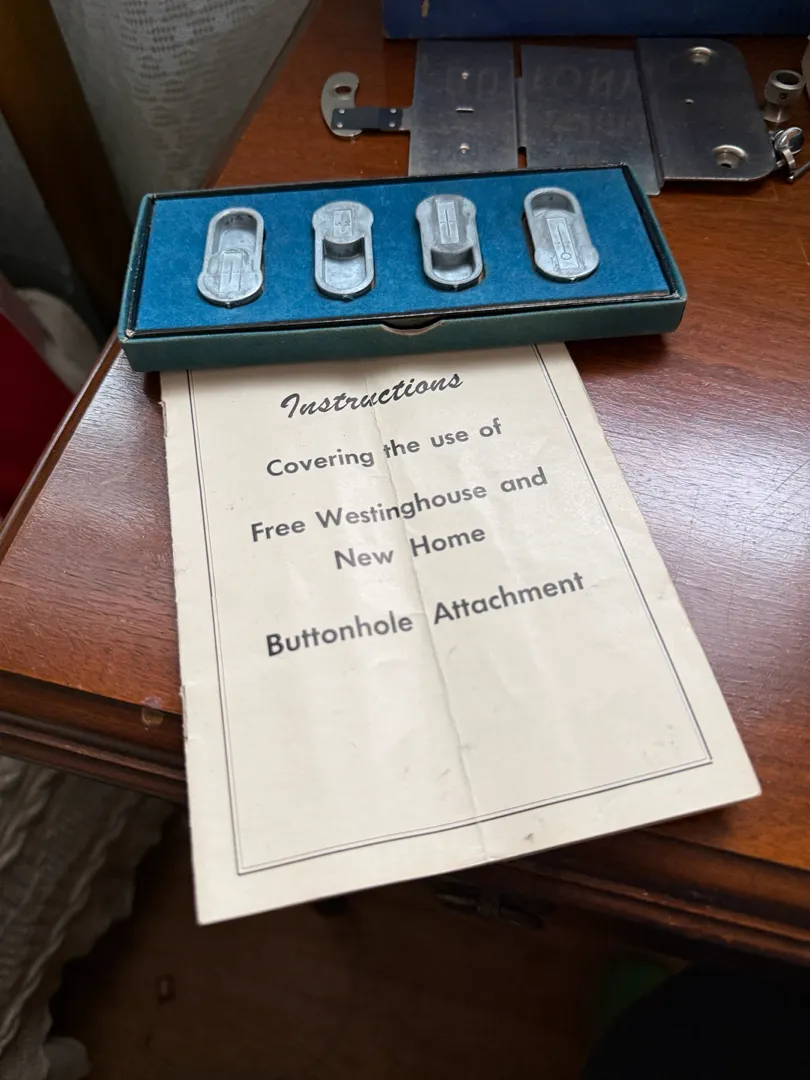 Instructions
Covering the use of
Free Westinghouse and
New Home
Buttonhole Attachment